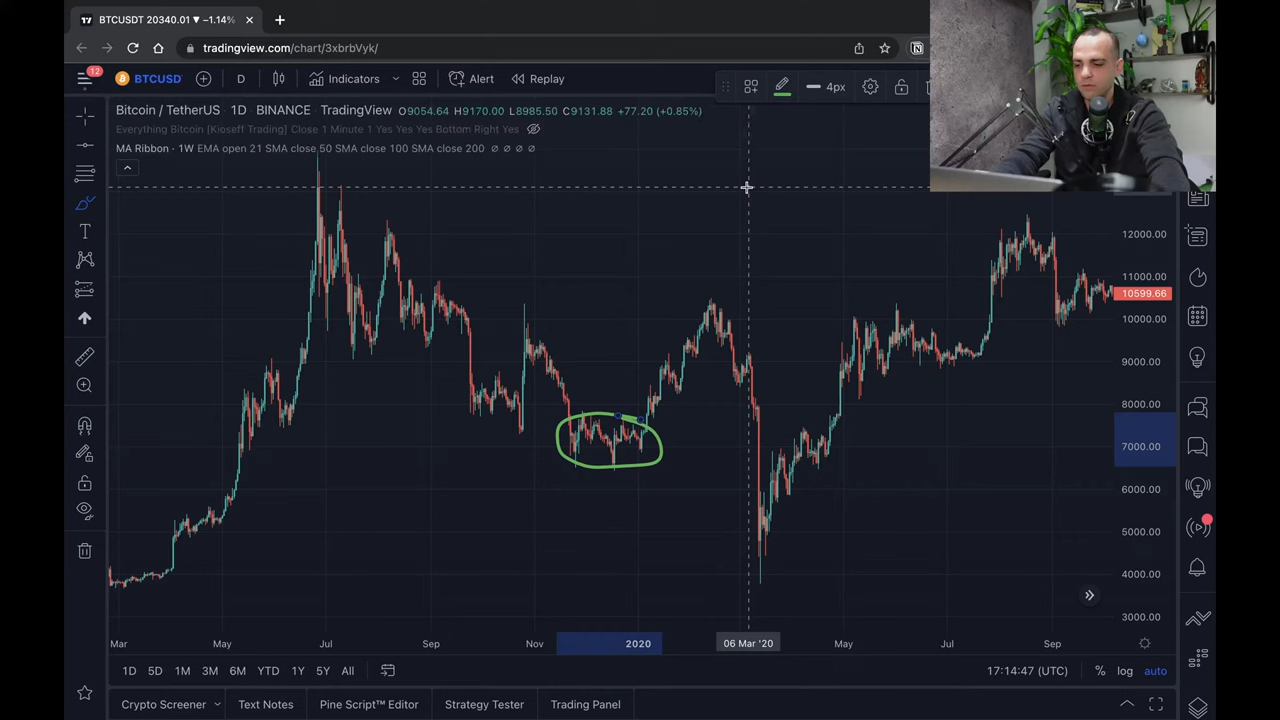 BTCUSDT 20340.01 ▼ −1.14%
tradingview.com/chart/3xbrbVyk/
12
BTCUSD
D
Indicators
Alert
Replay
4px
Bitcoin / TetherUS · 1D · BINANCE · TradingView O9054.64 H9170.00 L8985.50 C9131.88 +77.20 (+0.85%)
Everything Bitcoin [Kioseff Trading] Close 1 Minute 1 Yes Yes Yes Bottom Right Yes
MA Ribbon · 1W EMA open 21 SMA close 50 SMA close 100 SMA close 200 ∅ ∅ ∅ ∅
12000.00
11000.00
10599.66
10000.00
9000.00
8000.00
7000.00
6000.00
5000.00
4000.00
3000.00
Mar May Jul Sep Nov 2020 06 Mar '20 May Jul Sep
1D 5D 1M 3M 6M YTD 1Y 5Y All
17:14:47 (UTC) % log auto
Crypto Screener Text Notes Pine Script™ Editor Strategy Tester Trading Panel